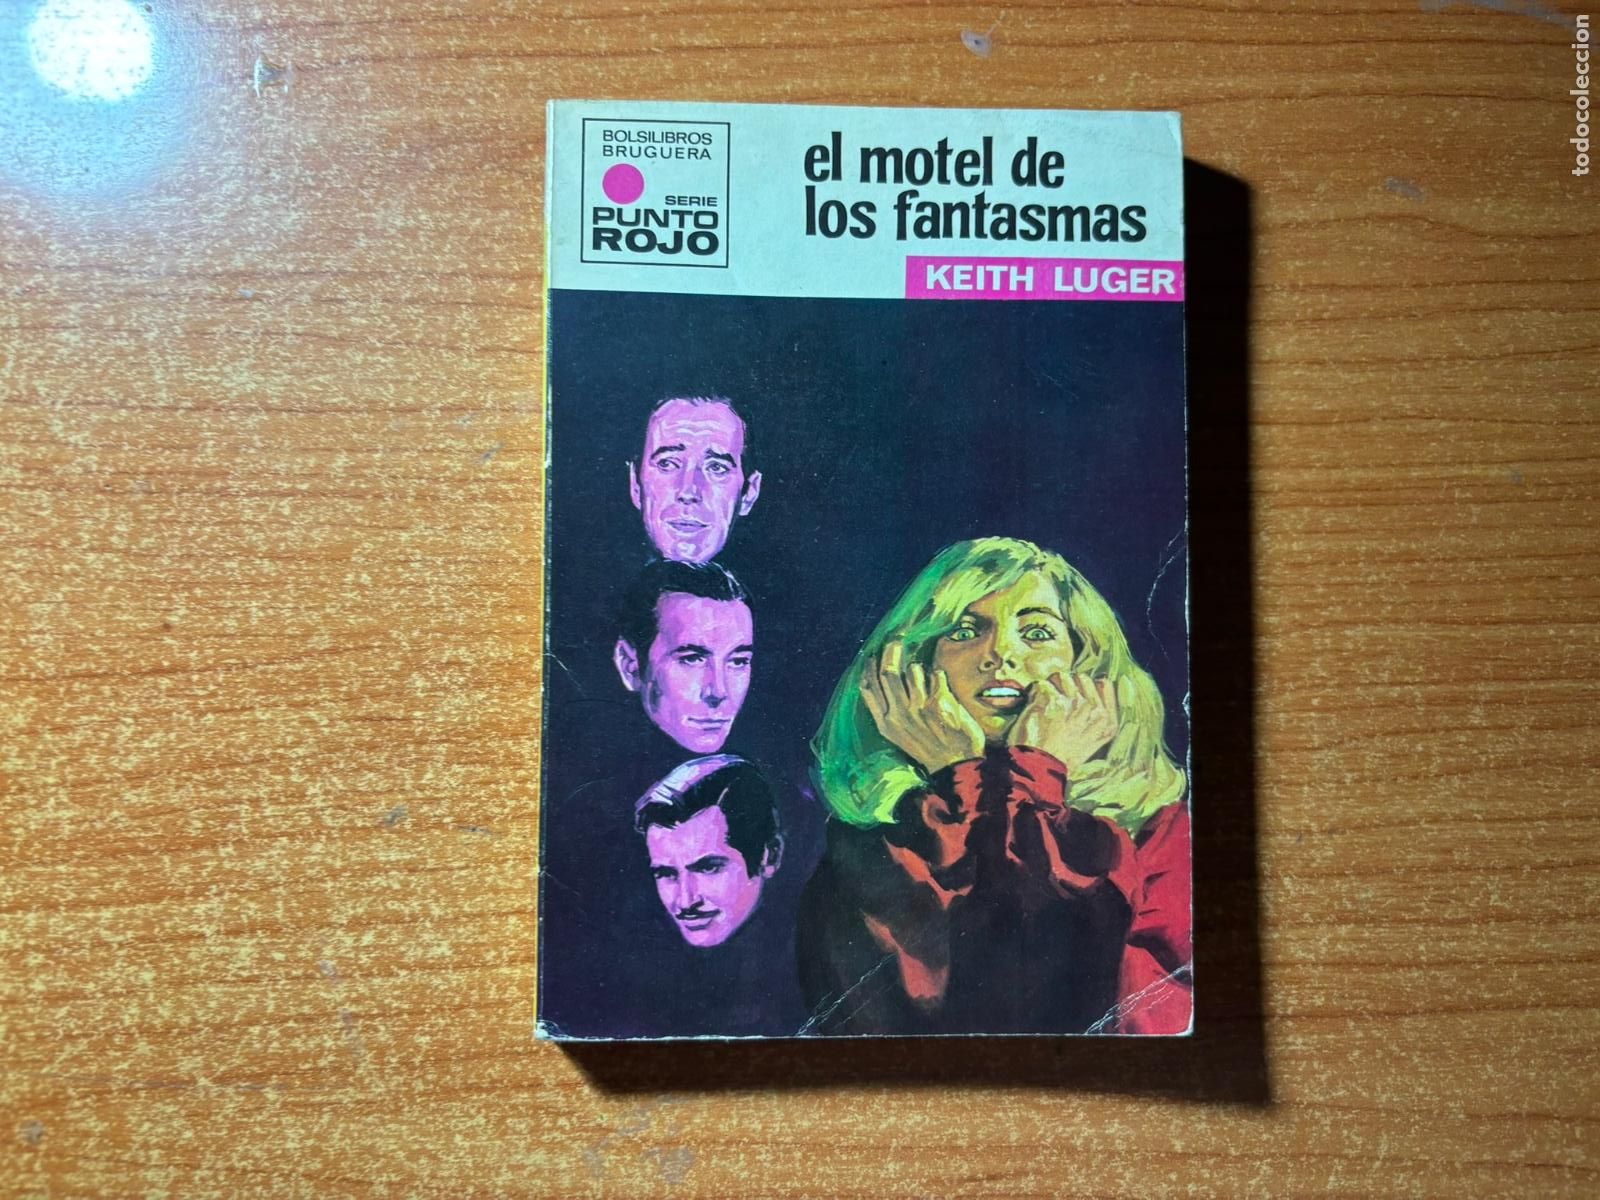 BOLSILIBROS
BRUGUERA
SERIE
PUNTO
ROJO
el motel de
los fantasmas
KEITH LUGER
todocoleccion